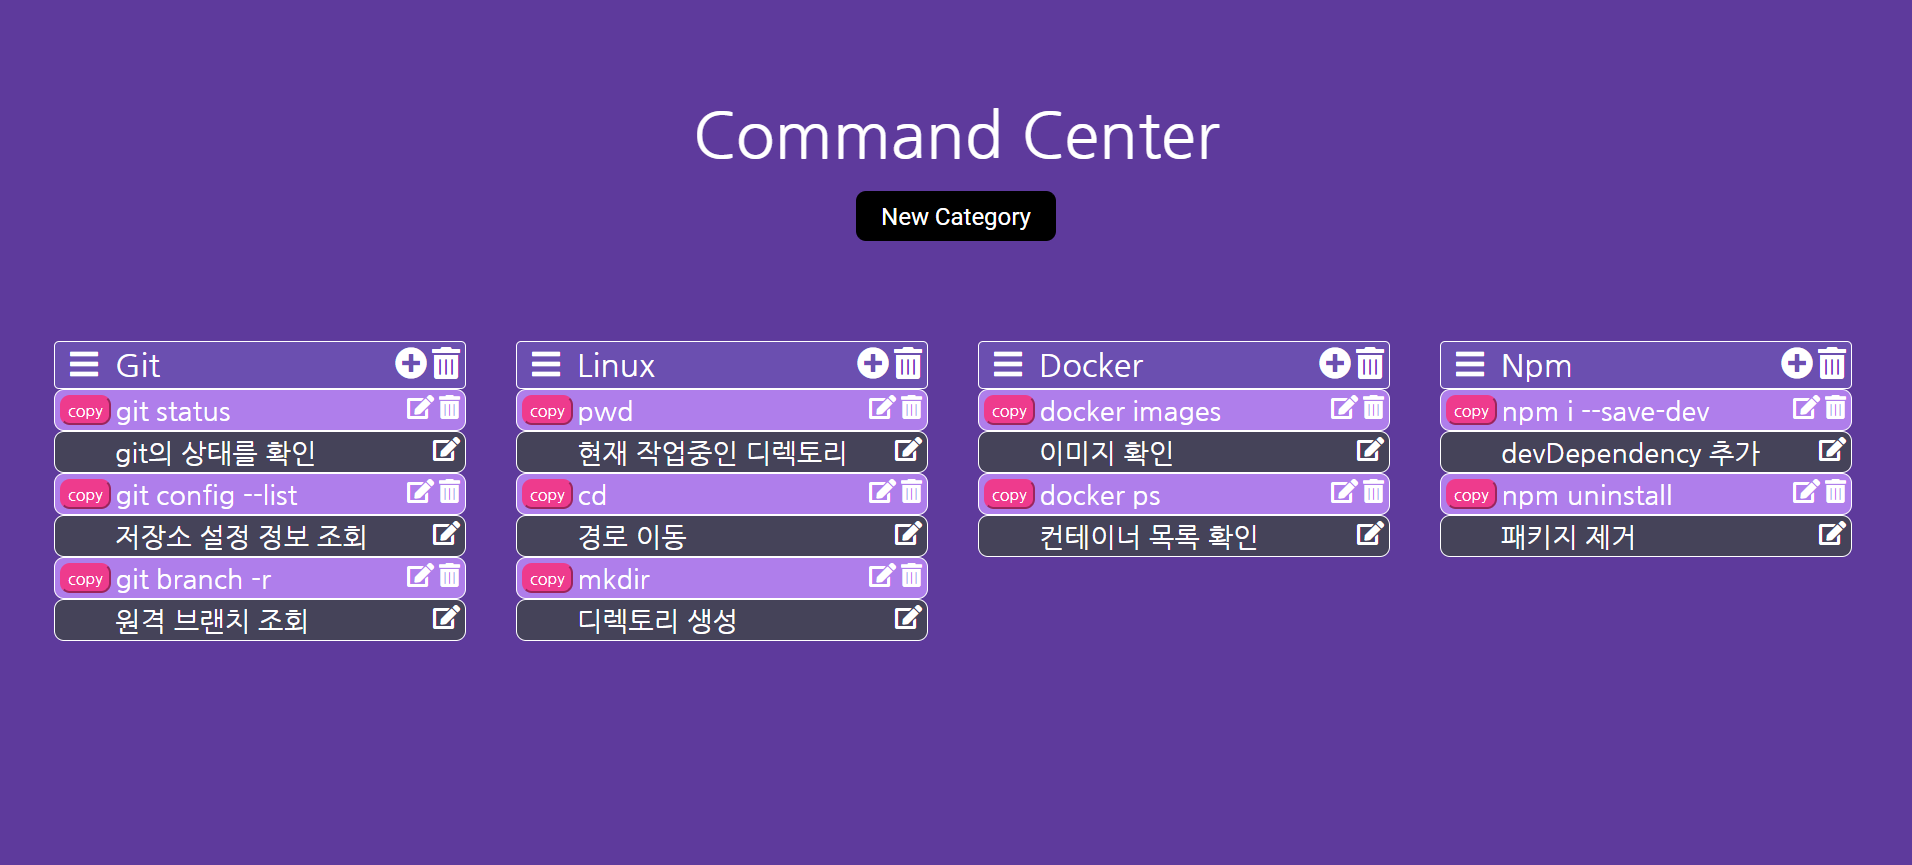 Command Center
New Category
Git
copy git status
git의 상태를 확인
copy git config --list
저장소 설정 정보 조회
copy git branch -r
원격 브랜치 조회
Linux
copy pwd
현재 작업중인 디렉토리
copy cd
경로 이동
copy mkdir
디렉토리 생성
Docker
copy docker images
이미지 확인
copy docker ps
컨테이너 목록 확인
Npm
copy npm i --save-dev
devDependency 추가
copy npm uninstall
패키지 제거